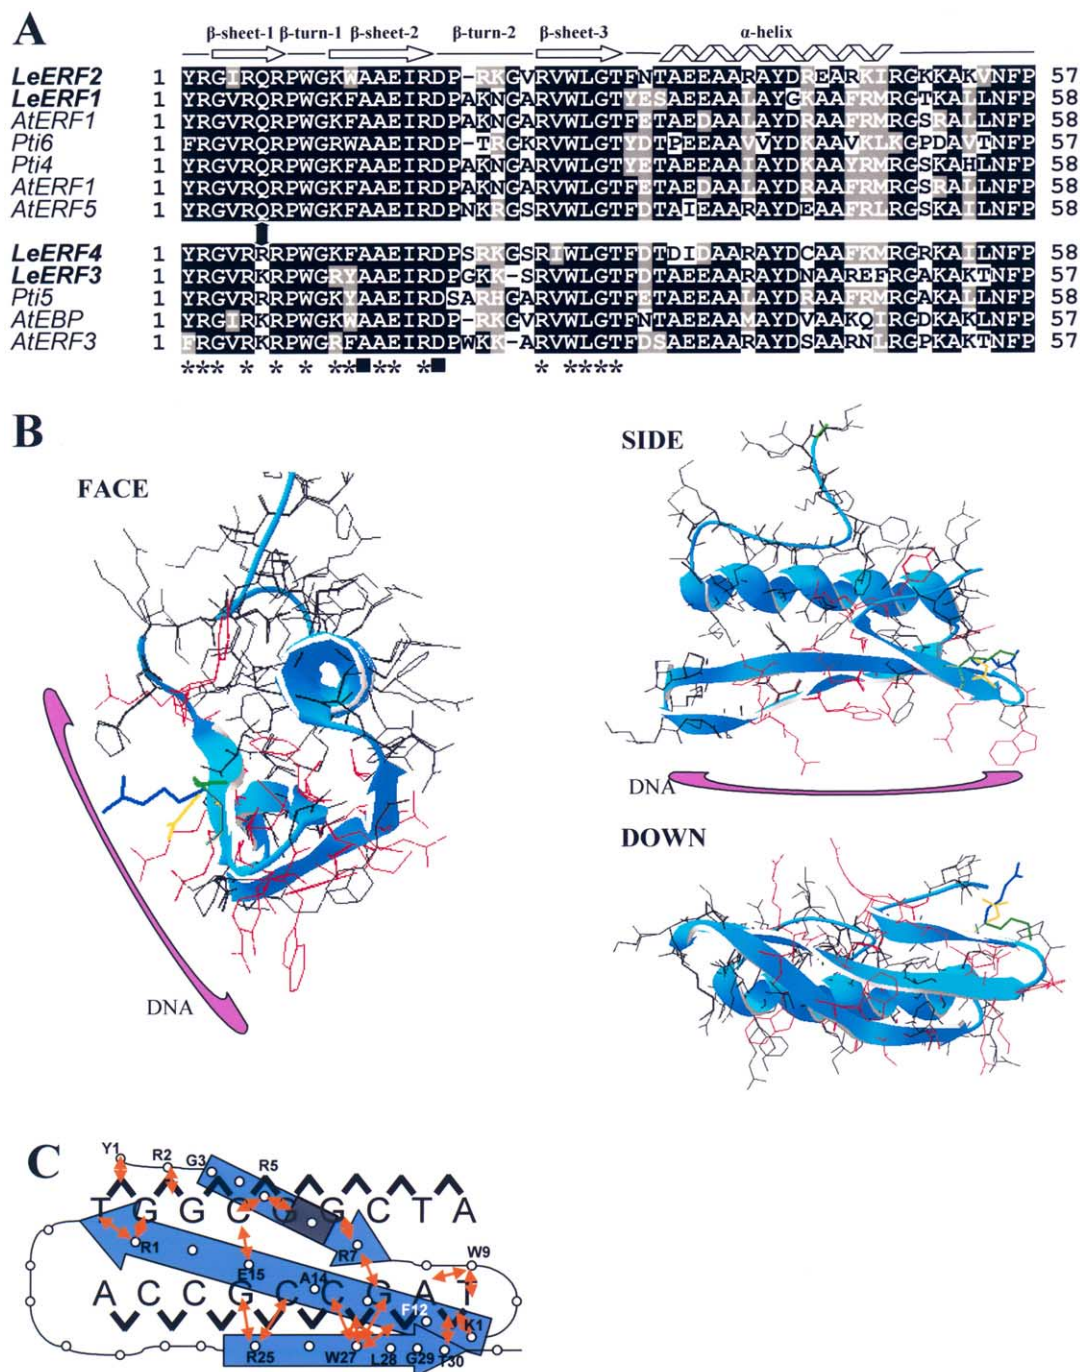 A
β-sheet-1 β-turn-1 β-sheet-2 β-turn-2 β-sheet-3 α-helix
LeERF2 1 YRGIRQRPWGKWAAEIRDP-RKGVRVWLGTFNTAEEAARAYDREARKIRGKKAKVNFP 57
LeERF1 1 YRGVRQRPWGKFAAEIRDPAKNGARVWLGTYESAEEAALAYGKAAFRMRGTKALLNFP 58
AtERF1 1 YRGVRQRPWGKFAAEIRDPAKNGARVWLGTFETAEDAALAYDRAAFRMRGSRALLNFP 58
Pti6 1 FRGVRQRPWGRWAAEIRDP-TRGKRVWLGTYDTPEEAAVVYDKAAVKLKGPDAVTNFP 57
Pti4 1 YRGVRQRPWGKFAAEIRDPAKNGARVWLGTYETAEEAALAYDKAAYRMRGSKAHLNFP 58
AtERF1 1 YRGVRQRPWGKFAAEIRDPAKNGARVWLGTFETAEDAALAYDRAAYRMRGSRALLNFP 58
AtERF5 1 YRGVRQRPWGKFAAEIRDPNKRGSRVWLGTFDTAIEAARAYDEAAFRLRGSKAILNFP 58
LeERF4 1 YRGVRRRPWGKFAAEIRDPSRKGSRIWLGTFDTDIDAARAYDCAAFKMRGRKAILNFP 58
LeERF3 1 YRGVRKRPWGRYAAEIRDPGKK-SRVWLGTFDTAEEAARAYDNAAREFRGAKAKTNFP 57
Pti5 1 YRGVRRRPWGKYAAEIRDSARHGARVWLGTFETAEEAALAYDRAAFRMRGAKALLNFP 58
AtEBP 1 YRGIRKRPWGKWAAEIRDP-RKGVRVWLGTFNTAEEAAMAYDVAAKQIRGDKAKLNFP 57
AtERF3 1 FRGVRKRPWGRFAAEIRDPWKK-ARVWLGTFDSAEEAARAYDSAARNLRGPKAKTNFP 57
*** * * * **■** *■ * ****
B
FACE
DNA
SIDE
DNA
DOWN
C
Y1 R2 G3 R5
T G G C G G C T A
R1 E15 A14 R7 W9
A C C G C C G A T
F12 K1
R25 W27 L28 G29 T30